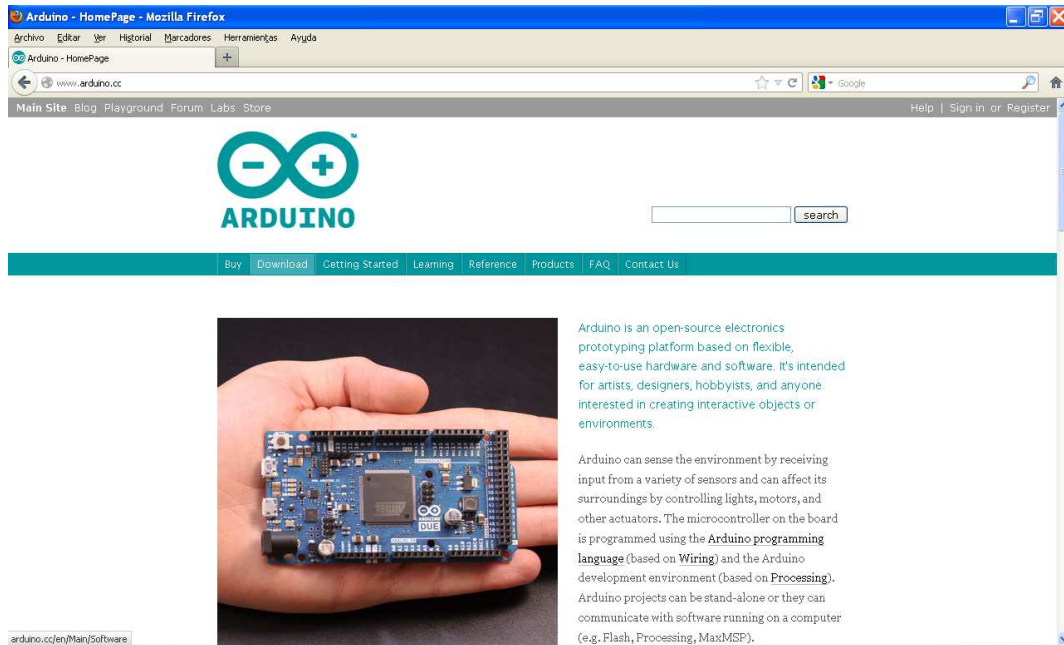 Arduino - HomePage - Mozilla Firefox
Archivo Editar Ver Historial Marcadores Herramientas Ayuda
Arduino - HomePage
www.arduino.cc
Google
Main Site Blog Playground Forum Labs Store
Help | Sign in or Register
ARDUINO
TM
search
Buy Download Getting Started Learning Reference Products FAQ Contact Us
Arduino is an open-source electronics
prototyping platform based on flexible,
easy-to-use hardware and software. It's intended
for artists, designers, hobbyists, and anyone
interested in creating interactive objects or
environments.
ARDUINO
DUE
Arduino can sense the environment by receiving
input from a variety of sensors and can affect its
surroundings by controlling lights, motors, and
other actuators. The microcontroller on the board
is programmed using the Arduino programming
language (based on Wiring) and the Arduino
development environment (based on Processing).
Arduino projects can be stand-alone or they can
communicate with software running on a computer
(e.g. Flash, Processing, MaxMSP).
arduino.cc/en/Main/Software